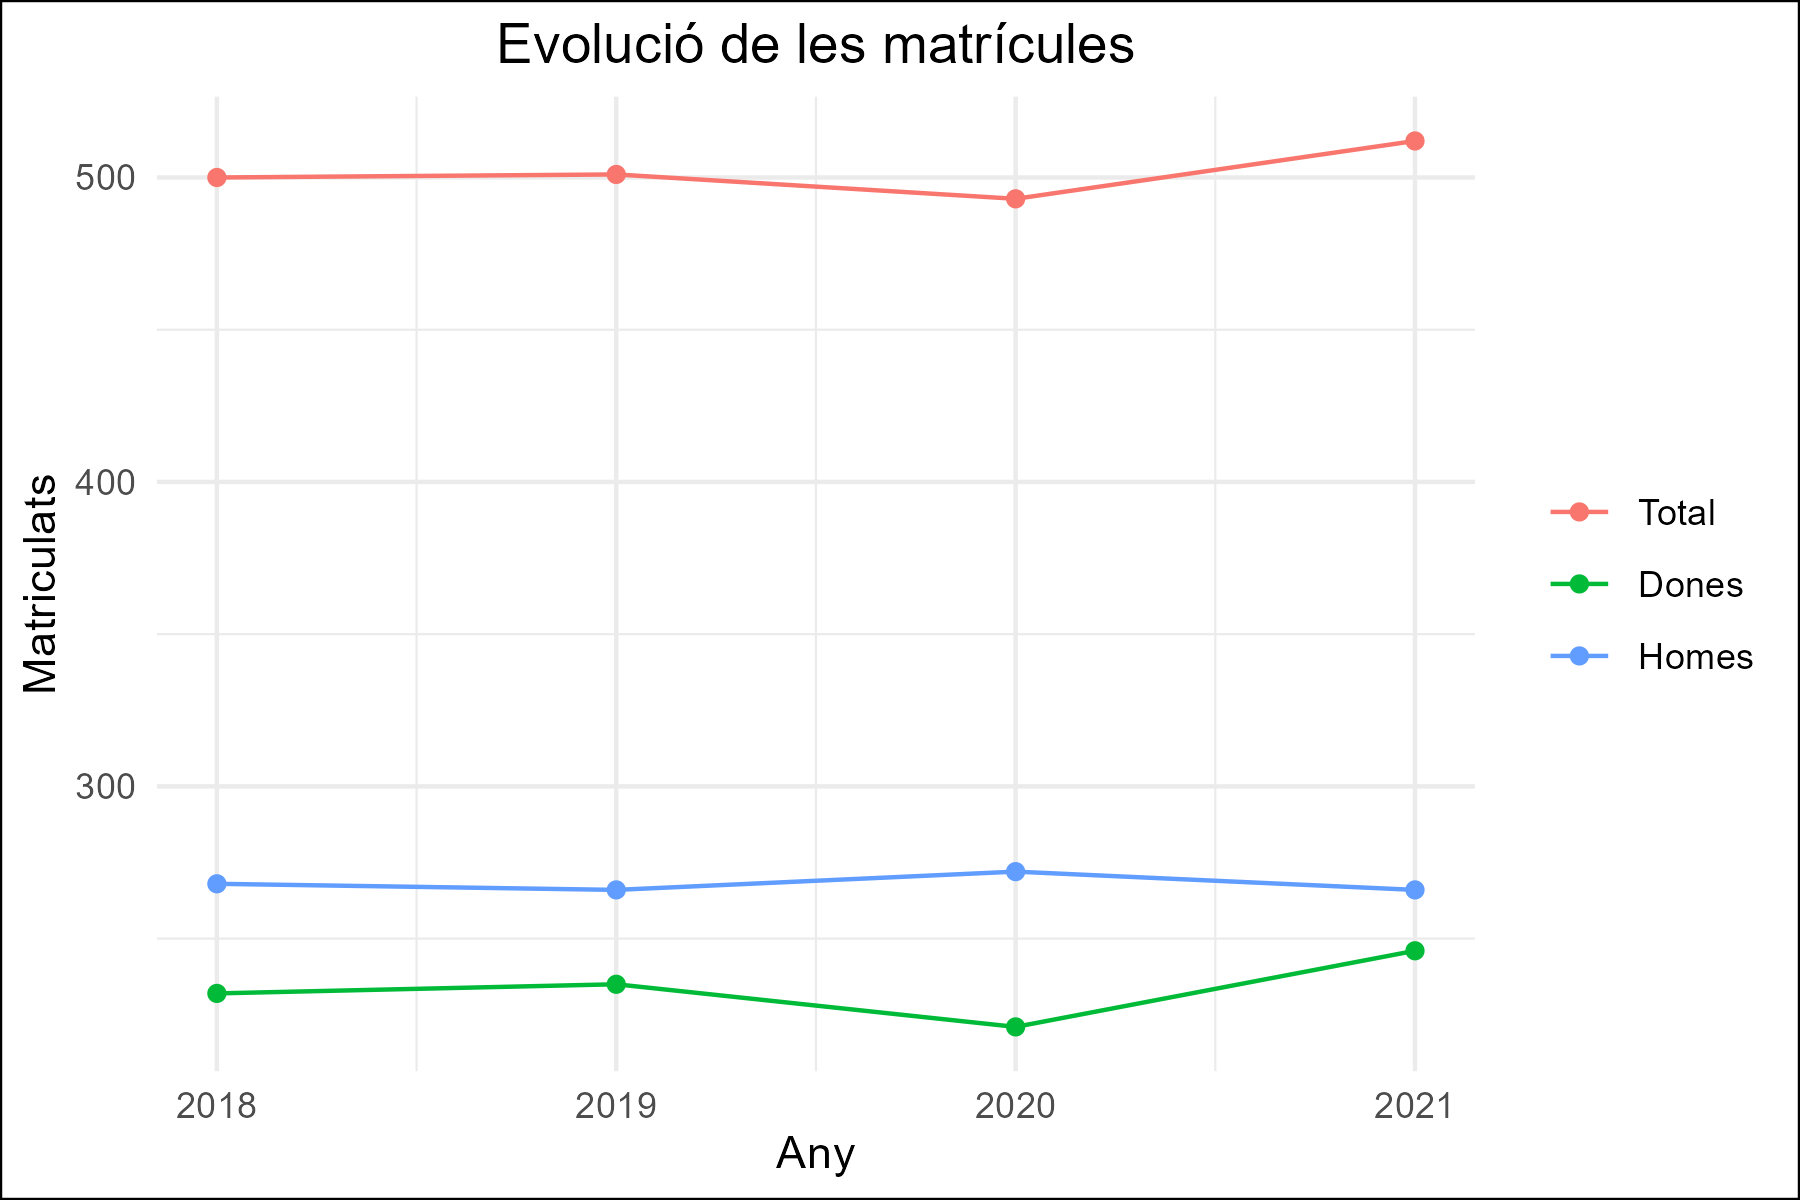 Evolució de les matrícules
Matriculats
500
400
300
2018 2019 2020 2021
Any
Total
Dones
Homes